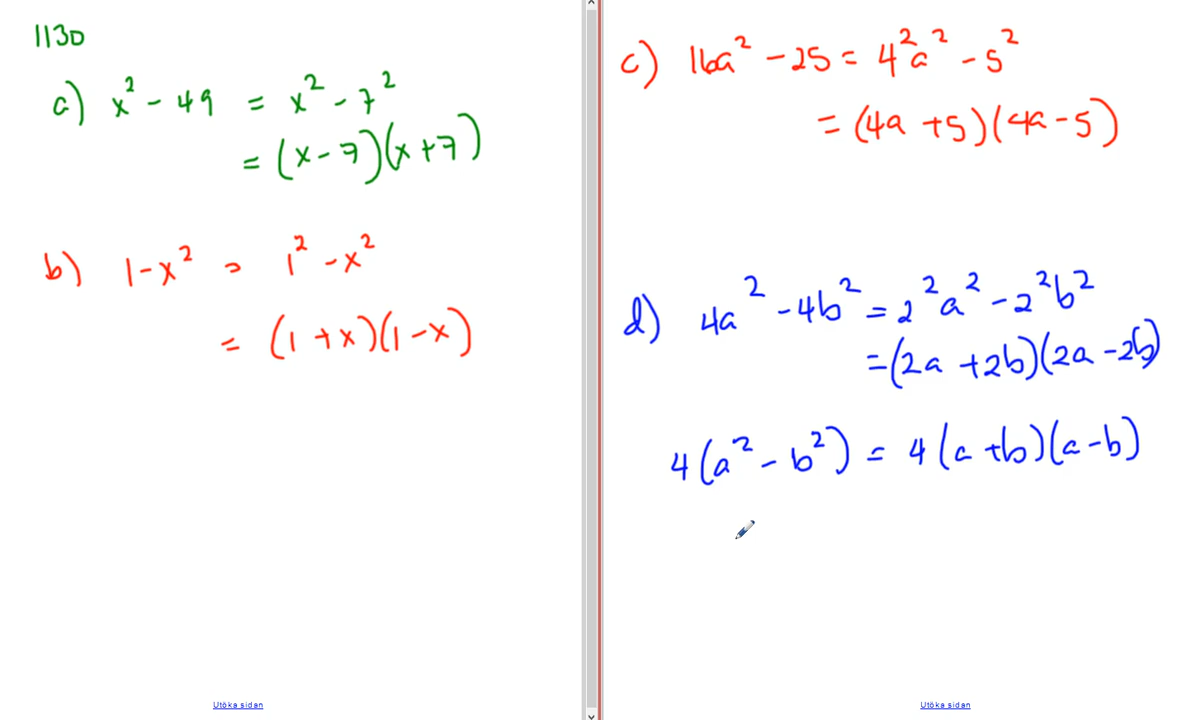 1130
a) x² - 49 = x² - 7²
= (x - 7)(x + 7)
b) 1 - x² = 1² - x²
= (1 + x)(1 - x)
Utöka sidan
c) 16a² - 25 = 4²a² - 5²
= (4a + 5)(4a - 5)
d) 4a² - 4b² = 2²a² - 2²b²
= (2a + 2b)(2a - 2b)
4(a² - b²) = 4(a + b)(a - b)
Utöka sidan